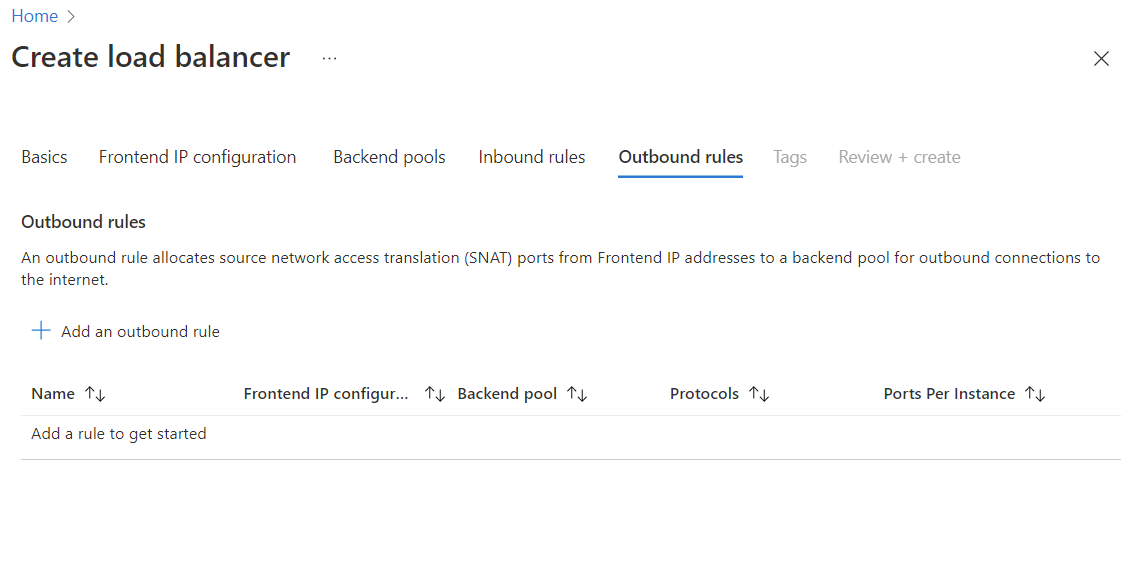 Home
Create load balancer
Basics Frontend IP configuration Backend pools Inbound rules Outbound rules Tags Review + create
Outbound rules
An outbound rule allocates source network access translation (SNAT) ports from Frontend IP addresses to a backend pool for outbound connections to
the internet.
Add an outbound rule
Name Frontend IP configur... Backend pool Protocols Ports Per Instance
Add a rule to get started